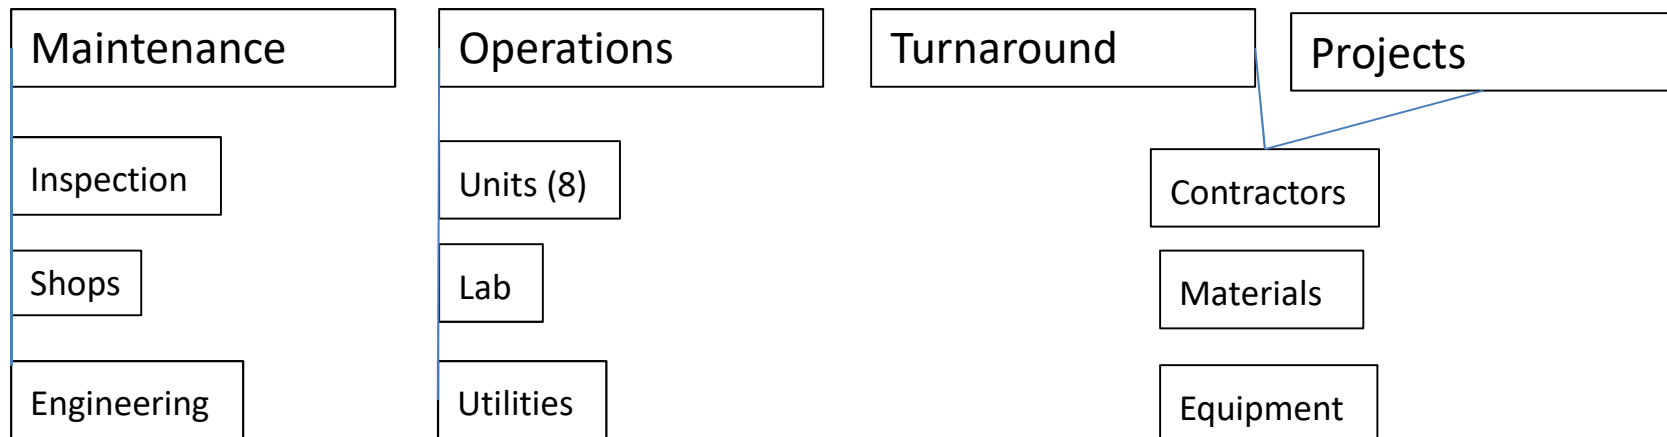 Maintenance
Operations
Turnaround
Projects
Inspection
Units (8)
Contractors
Shops
Lab
Materials
Engineering
Utilities
Equipment